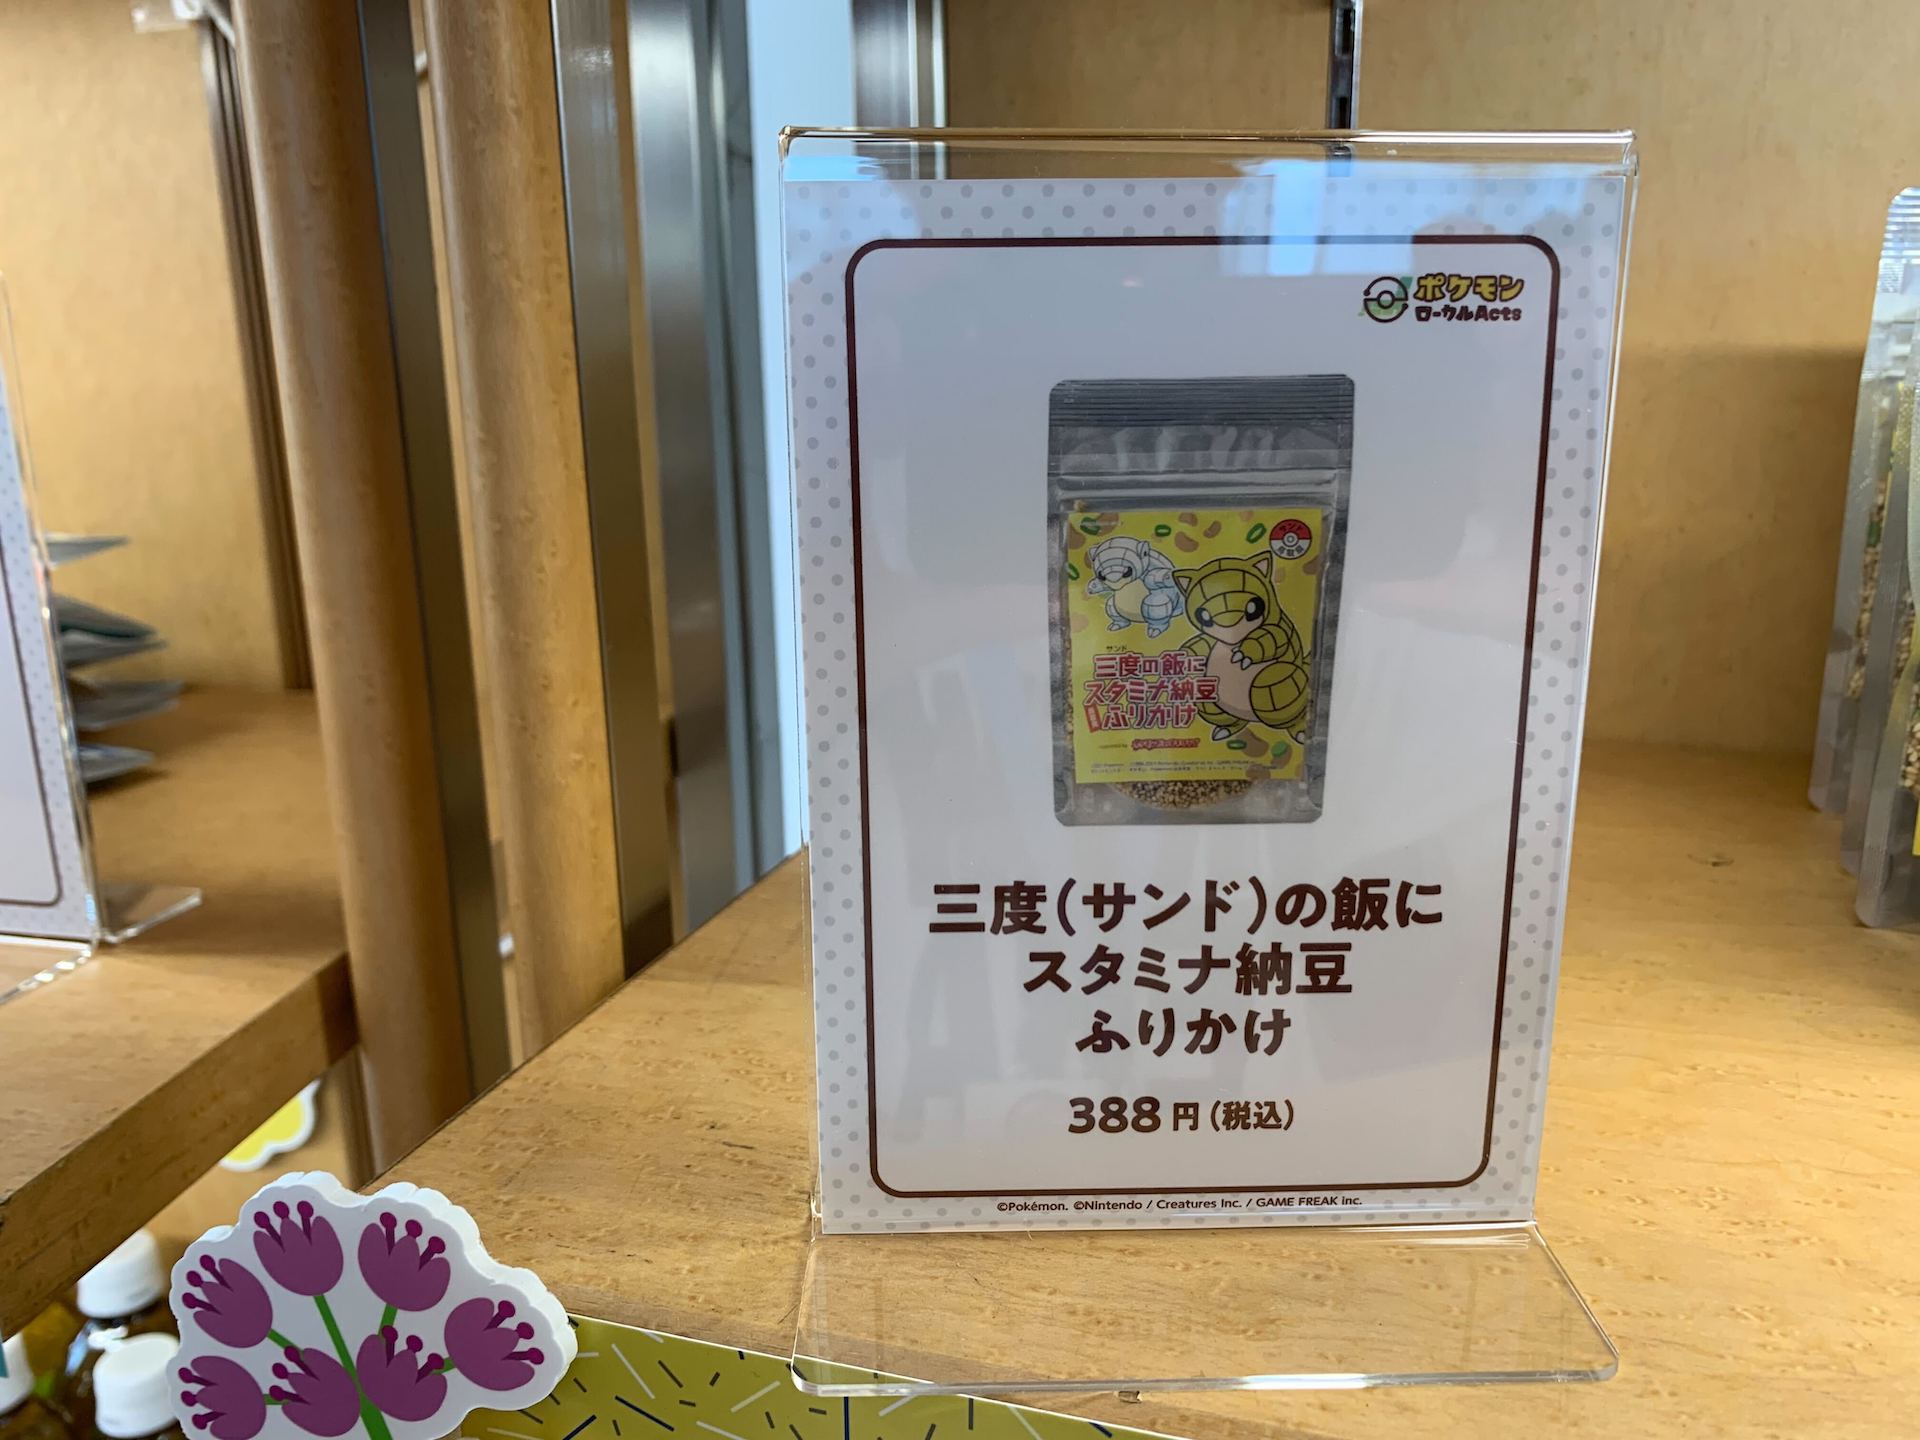 ポケモン
ローカルActs
サンド
三度の飯に
スタミナ納豆
ふりかけ
三度(サンド)の飯に
スタミナ納豆
ふりかけ
388円(税込)
©Pokémon. ©Nintendo / Creatures Inc. / GAME FREAK inc.